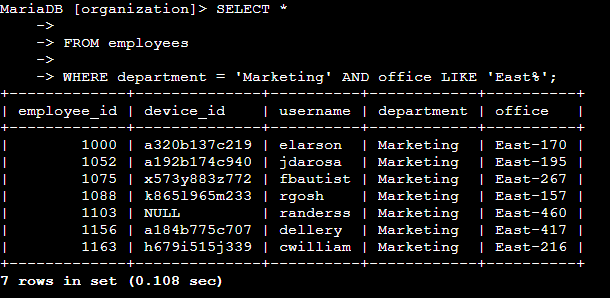 MariaDB [organization]> SELECT *
    ->
    -> FROM employees
    ->
    -> WHERE department = 'Marketing' AND office LIKE 'East%';
+-------------+--------------+----------+------------+----------+
| employee_id | device_id    | username | department | office   |
+-------------+--------------+----------+------------+----------+
|        1000 | a320b137c219 | elarson  | Marketing  | East-170 |
|        1052 | a192b174c940 | jdarosa  | Marketing  | East-195 |
|        1075 | x573y883z772 | fbautist | Marketing  | East-267 |
|        1088 | k865l965m233 | rgosh    | Marketing  | East-157 |
|        1103 | NULL         | randerss | Marketing  | East-460 |
|        1156 | a184b775c707 | dellery  | Marketing  | East-417 |
|        1163 | h679i515j339 | cwilliam | Marketing  | East-216 |
+-------------+--------------+----------+------------+----------+
7 rows in set (0.108 sec)